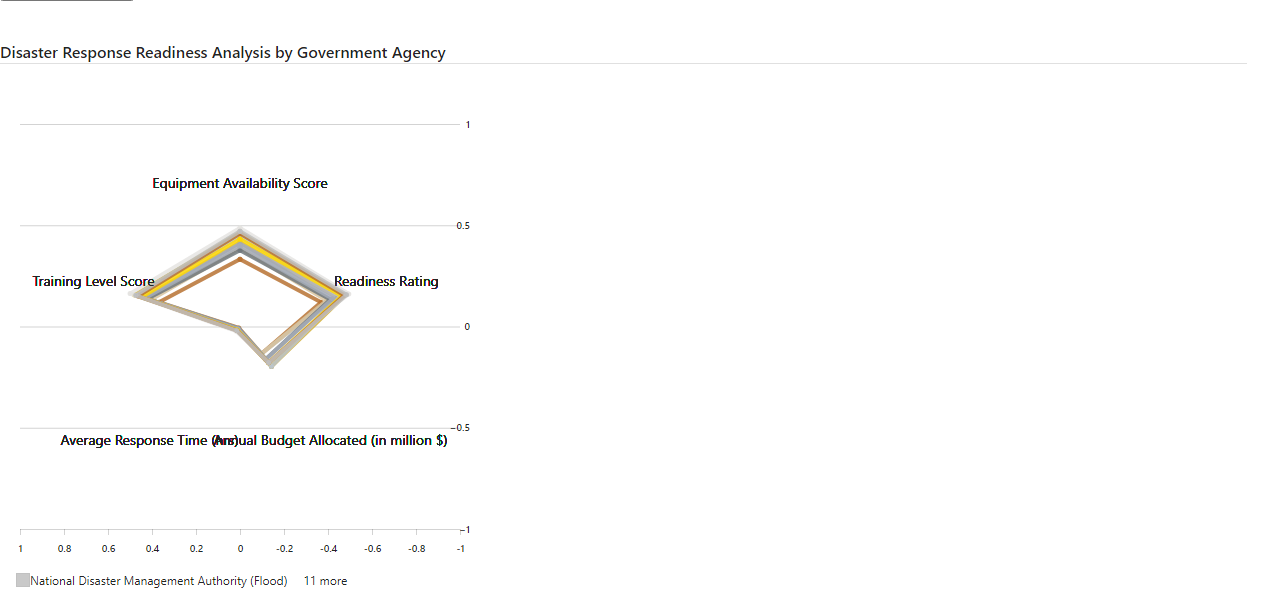 Disaster Response Readiness Analysis by Government Agency
1
Equipment Availability Score
0.5
Training Level Score
Readiness Rating
0
-0.5
Average Response Time (hrs)
Annual Budget Allocated (in million $)
-1
1 0.8 0.6 0.4 0.2 0 -0.2 -0.4 -0.6 -0.8 -1
National Disaster Management Authority (Flood) 11 more